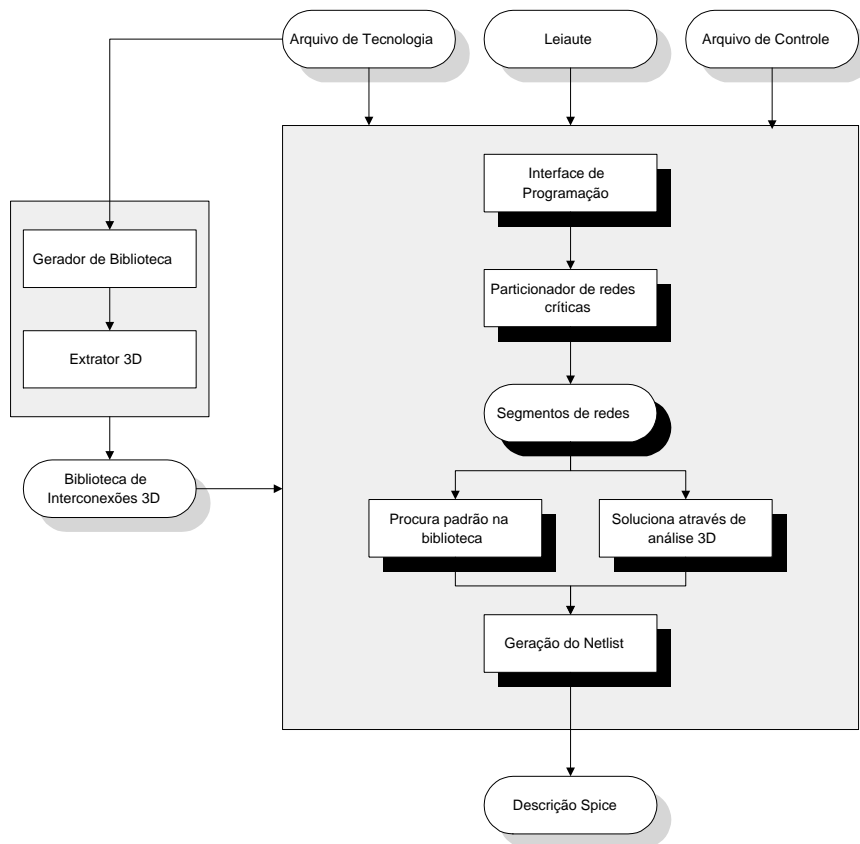 Arquivo de Tecnologia
Leiaute
Arquivo de Controle
Interface de
Programação
Gerador de Biblioteca
Particionador de redes
críticas
Extrator 3D
Segmentos de redes
Biblioteca de
Interconexões 3D
Procura padrão na
biblioteca
Soluciona através de
análise 3D
Geração do Netlist
Descrição Spice